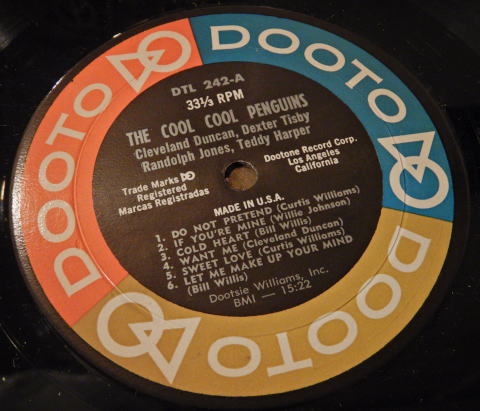 DOOTO
DOOTO
DOOTO
DOOTO
DTL 242-A
33⅓ RPM
THE COOL COOL PENGUINS
Cleveland Duncan, Dexter Tisby
Randolph Jones, Teddy Harper
Trade Marks DO
Registered
Marcas Registradas
Dootone Record Corp.
Los Angeles
California
MADE IN U.S.A.
1. DO NOT PRETEND (Curtis Williams)
2. IF YOU'RE MINE (Willie Johnson)
3. COLD HEART (Bill Willis)
4. WANT ME (Cleveland Duncan)
5. SWEET LOVE (Curtis Williams)
6. LET ME MAKE UP YOUR MIND
(Bill Willis)
Dootsie Williams, Inc.
BMI — 15:22